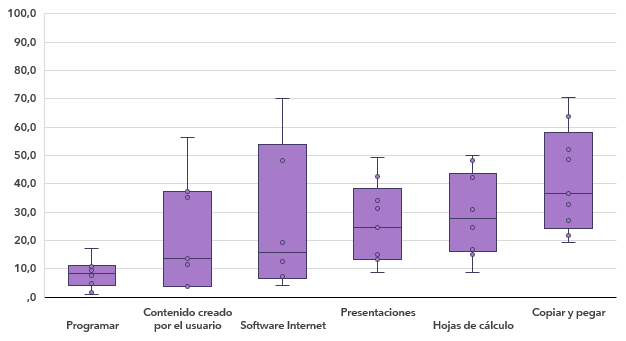 100,0
90,0
80,0
70,0
60,0
50,0
40,0
30,0
20,0
10,0
,0
Programar
Contenido creado
por el usuario
Software Internet
Presentaciones
Hojas de cálculo
Copiar y pegar